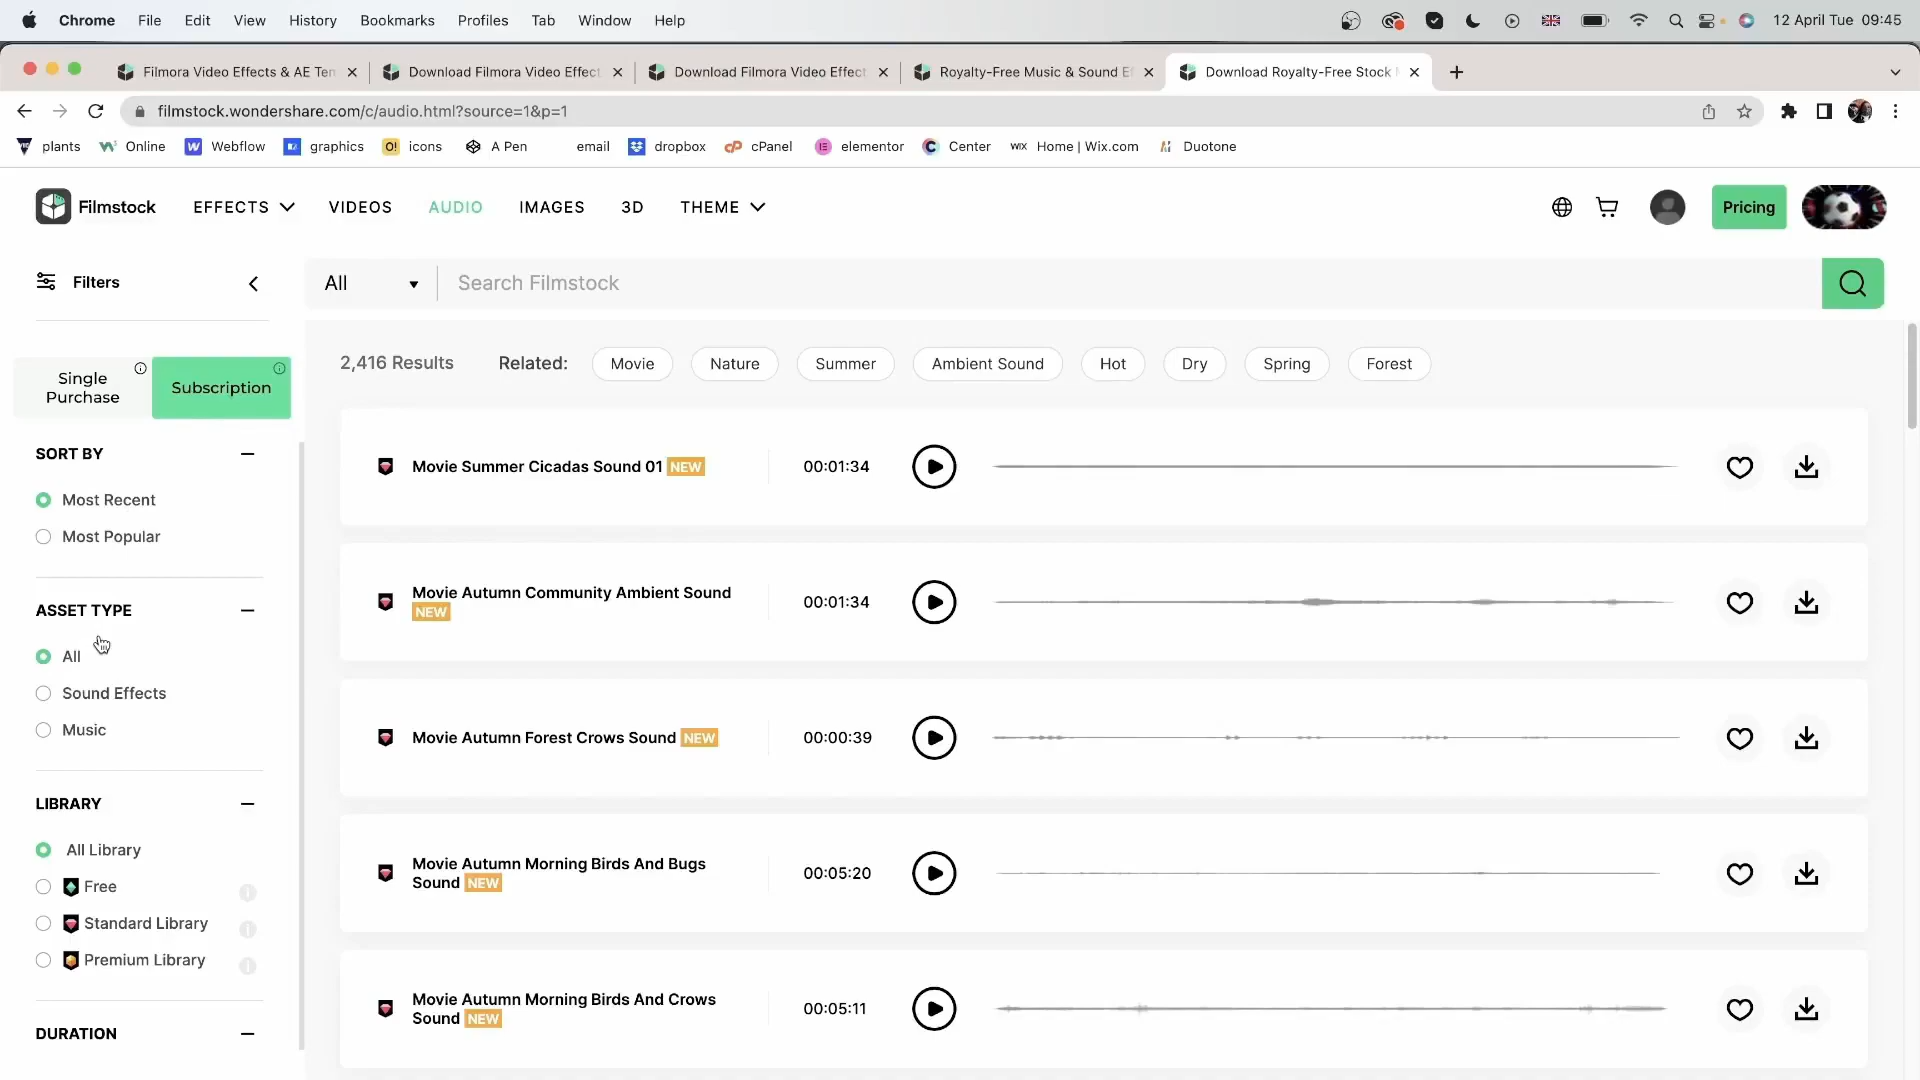 Chrome File Edit View History Bookmarks Profiles Tab Window Help 12 April Tue 09:45
Filmora Video Effects & AE Ten Download Filmora Video Effect Download Filmora Video Effect Royalty-Free Music & Sound Ef Download Royalty-Free Stock
filmstock.wondershare.com/c/audio.html?source=1&p=1
plants Online Webflow graphics icons A Pen email dropbox cPanel elementor Center Home | Wix.com Duotone
Filmstock EFFECTS VIDEOS AUDIO IMAGES 3D THEME Pricing
Filters
All Search Filmstock
Single Purchase
Subscription
2,416 Results Related: Movie Nature Summer Ambient Sound Hot Dry Spring Forest
SORT BY
Most Recent
Most Popular
ASSET TYPE
All
Sound Effects
Music
LIBRARY
All Library
Free
Standard Library
Premium Library
DURATION
Movie Summer Cicadas Sound 01 NEW 00:01:34
Movie Autumn Community Ambient Sound
NEW
00:01:34
Movie Autumn Forest Crows Sound NEW 00:00:39
Movie Autumn Morning Birds And Bugs
Sound NEW
00:05:20
Movie Autumn Morning Birds And Crows
Sound NEW
00:05:11